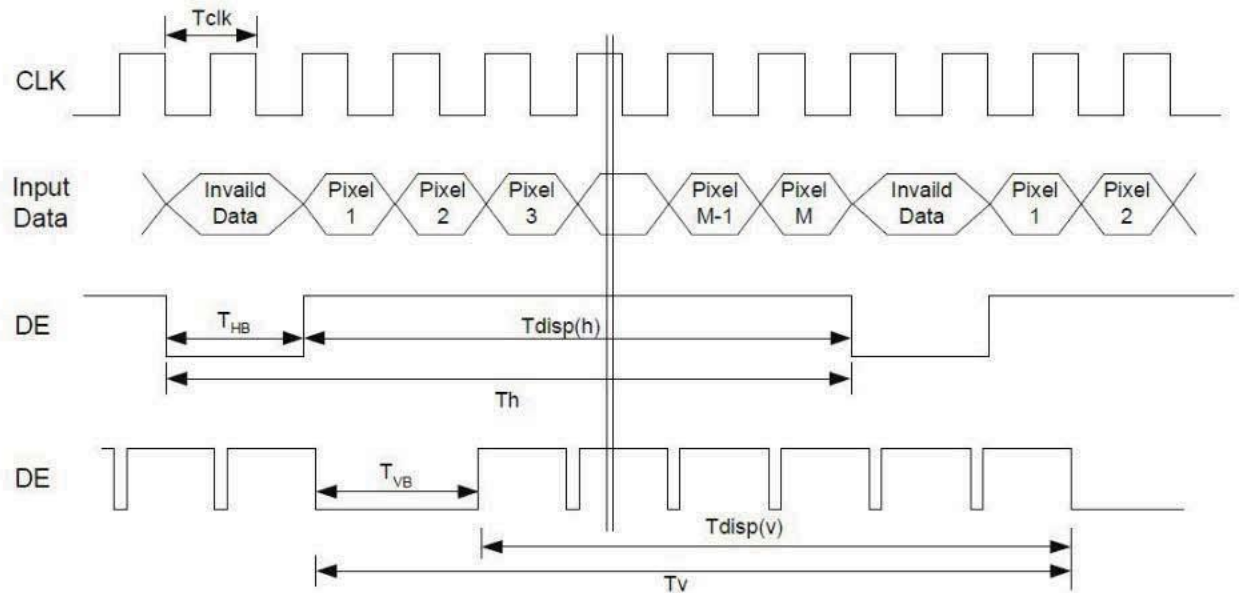 Tclk
CLK
Input
Data
Invaild
Data
Pixel
1
Pixel
2
Pixel
3
Pixel
M-1
Pixel
M
Invaild
Data
Pixel
1
Pixel
2
DE
THB
Tdisp(h)
Th
DE
TVB
Tdisp(v)
Tv